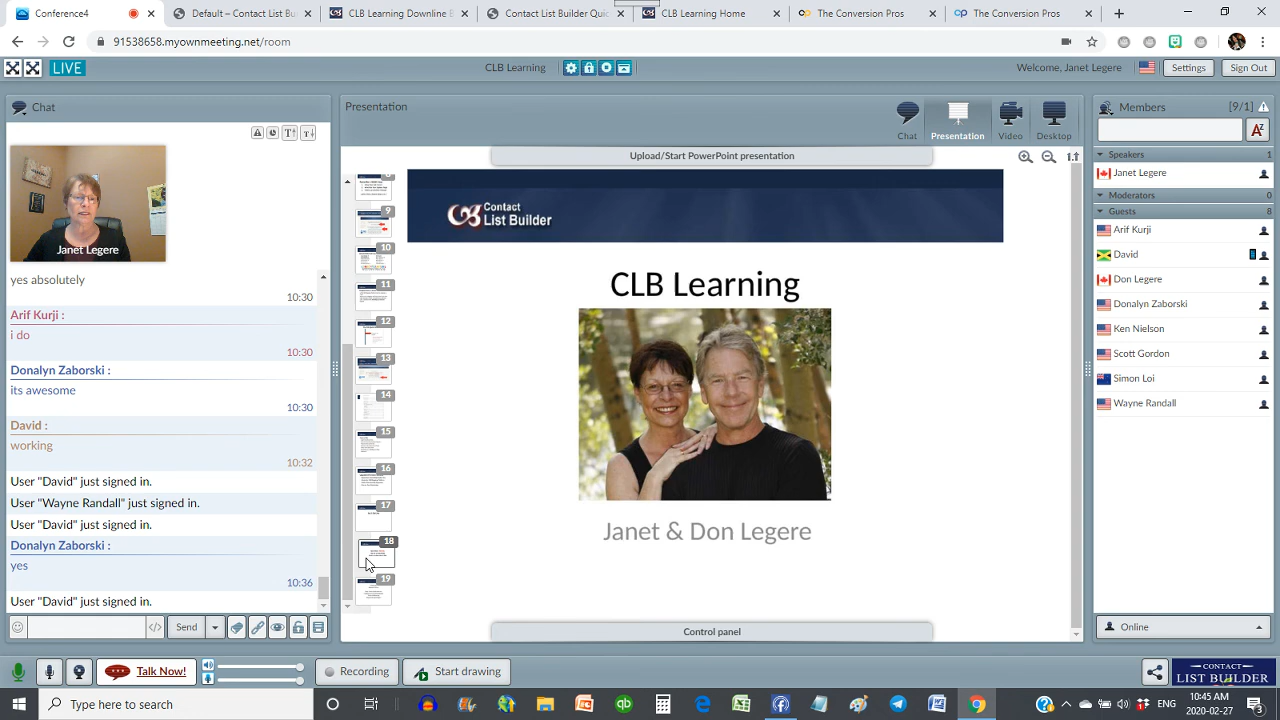 Conference4
Default – Contact List Bu
CLB Learning Downline B
Contact List Builder Quic
CLB Learning Home
The Conversion Pros
The Conversion Pros
91538658.myownmeeting.net/room
LIVE
CLB Learning
Welcome, Janet Legere
Settings
Sign Out
Chat
Janet Legere
yes absolutely
10:30
Arif Kurji :
i do
10:30
Donalyn Zaborski :
its awesome
10:30
David :
working
10:32
User "David" just signed in.
User "Wayne Randall" just signed in.
User "David" just signed in.
Donalyn Zaborski :
yes
10:36
User "David" just signed in.
Send
Presentation
Chat
Presentation
Video
Desktop
Upload/Start PowerPoint presentation
1:1
9
10
11
12
13
14
15
16
17
18
19
Contact
List Builder
CLB Learning
Janet & Don Legere
Control panel
Members
[9/1]
Speakers
1
Janet Legere
Moderators
0
Guests
8
Arif Kurji
David
Don Legere
Donalyn Zaborski
Ken Nielson
Scott Gordon
Simon Loi
Wayne Randall
Online
Talk Now!
Recording
Start drawing
CONTACT
LIST BUILDER
Type here to search
ENG
10:45 AM
2020-02-27